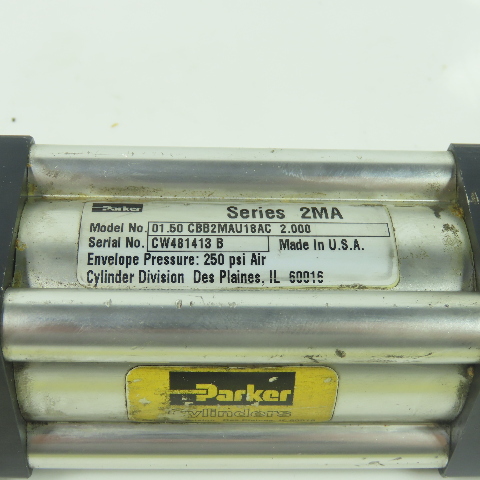 Parker Series 2MA
Model No. 01.50 CBB2MAU18AC 2.000
Serial No. CW481413 B Made In U.S.A.
Envelope Pressure: 250 psi Air
Cylinder Division Des Plaines, IL 60016
Parker
cylinders